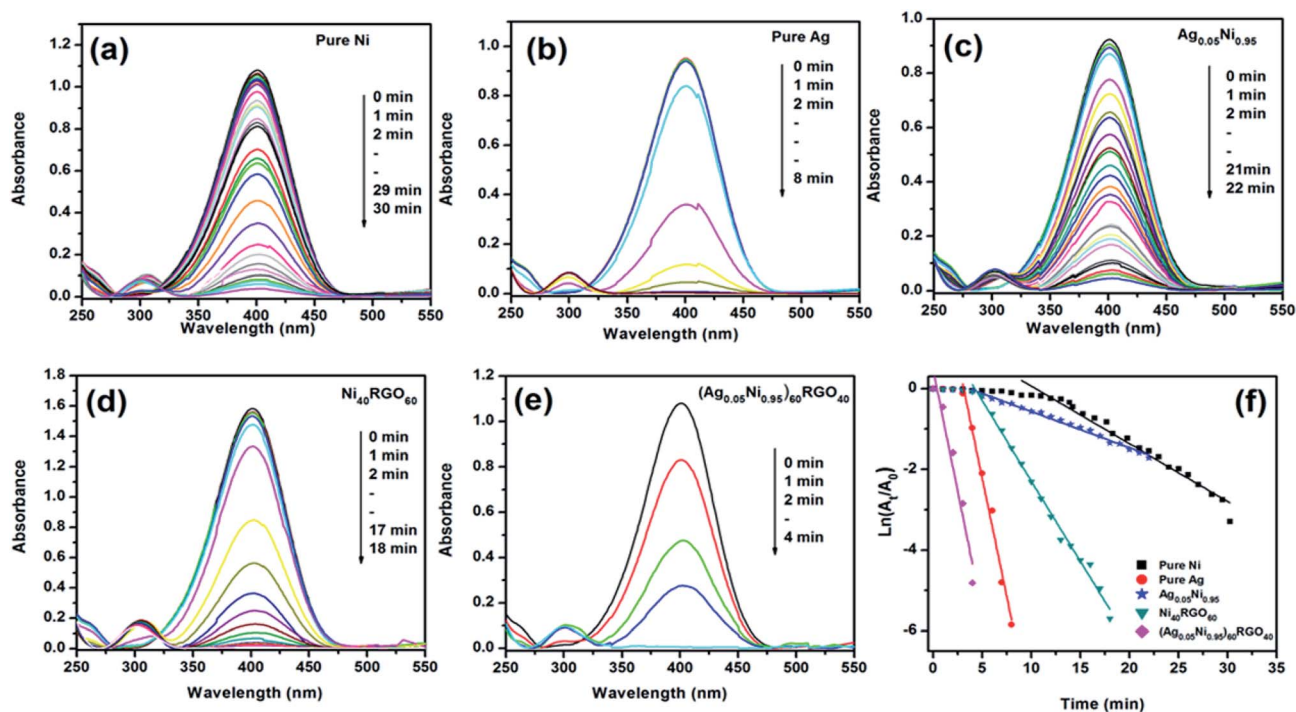 (a)
Pure Ni
0 min
1 min
2 min
-
-
29 min
30 min
Absorbance
1.2
1.0
0.8
0.6
0.4
0.2
0.0
250 300 350 400 450 500 550
Wavelength (nm)
(b)
Pure Ag
0 min
1 min
2 min
-
-
-
8 min
Absorbance
1.0
0.8
0.6
0.4
0.2
0.0
250 300 350 400 450 500 550
Wavelength (nm)
(c)
Ag0.05Ni0.95
0 min
1 min
2 min
-
-
21min
22 min
Absorbance
1.0
0.8
0.6
0.4
0.2
0.0
250 300 350 400 450 500 550
Wavelength (nm)
(d)
Ni40RGO60
0 min
1 min
2 min
-
-
17 min
18 min
Absorbance
1.8
1.6
1.4
1.2
1.0
0.8
0.6
0.4
0.2
0.0
250 300 350 400 450 500 550
Wavelength (nm)
(e)
(Ag0.05Ni0.95)60RGO40
0 min
1 min
2 min
-
4 min
Absorbance
1.2
1.0
0.8
0.6
0.4
0.2
0.0
250 300 350 400 450 500 550
Wavelength (nm)
(f)
Ln(At/A0)
0
-2
-4
-6
Pure Ni
Pure Ag
Ag0.05Ni0.95
Ni40RGO60
(Ag0.05Ni0.95)60RGO40
0 5 10 15 20 25 30
Time (min)